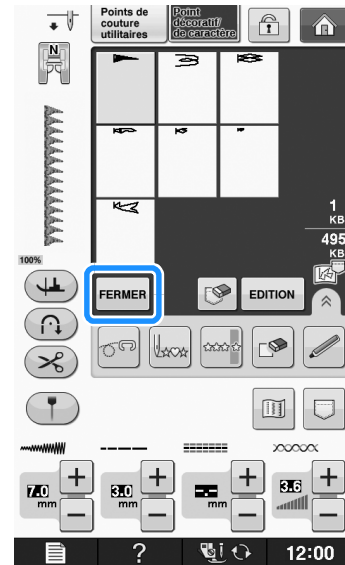 Points de
couture
utilitaires
Point
décoratif/
de caractère
N
1
KB
495
KB
100%
FERMER
EDITION
7.0
mm
3.0
mm
mm
3.6
?
12:00